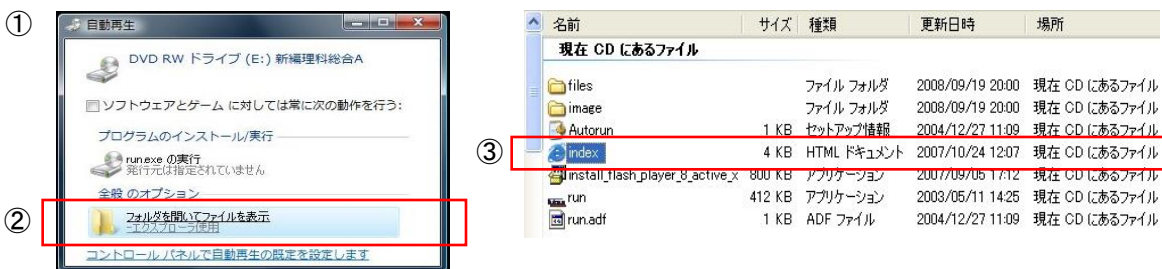 ①
自動再生
DVD RW ドライブ (E:) 新編理科総合A
ソフトウェアとゲーム に対しては常に次の動作を行う:
プログラムのインストール/実行
run.exe の実行
発行元は指定されていません
全般 のオプション
②
フォルダを開いてファイルを表示
-エクスプローラ使用
コントロール パネルで自動再生の既定を設定します
名前 サイズ 種類 更新日時 場所
現在 CD にあるファイル
files ファイル フォルダ 2008/09/19 20:00 現在 CD にあるファイル
image ファイル フォルダ 2008/09/19 20:00 現在 CD にあるファイル
Autorun 1 KB セットアップ情報 2004/12/27 11:09 現在 CD にあるファイル
③
index 4 KB HTML ドキュメント 2007/10/24 12:07 現在 CD にあるファイル
install_flash_player_8_active_x 800 KB アプリケーション 2007/09/05 17:12 現在 CD にあるファイル
run 412 KB アプリケーション 2003/05/11 14:25 現在 CD にあるファイル
run.adf 1 KB ADF ファイル 2004/12/27 11:09 現在 CD にあるファイル